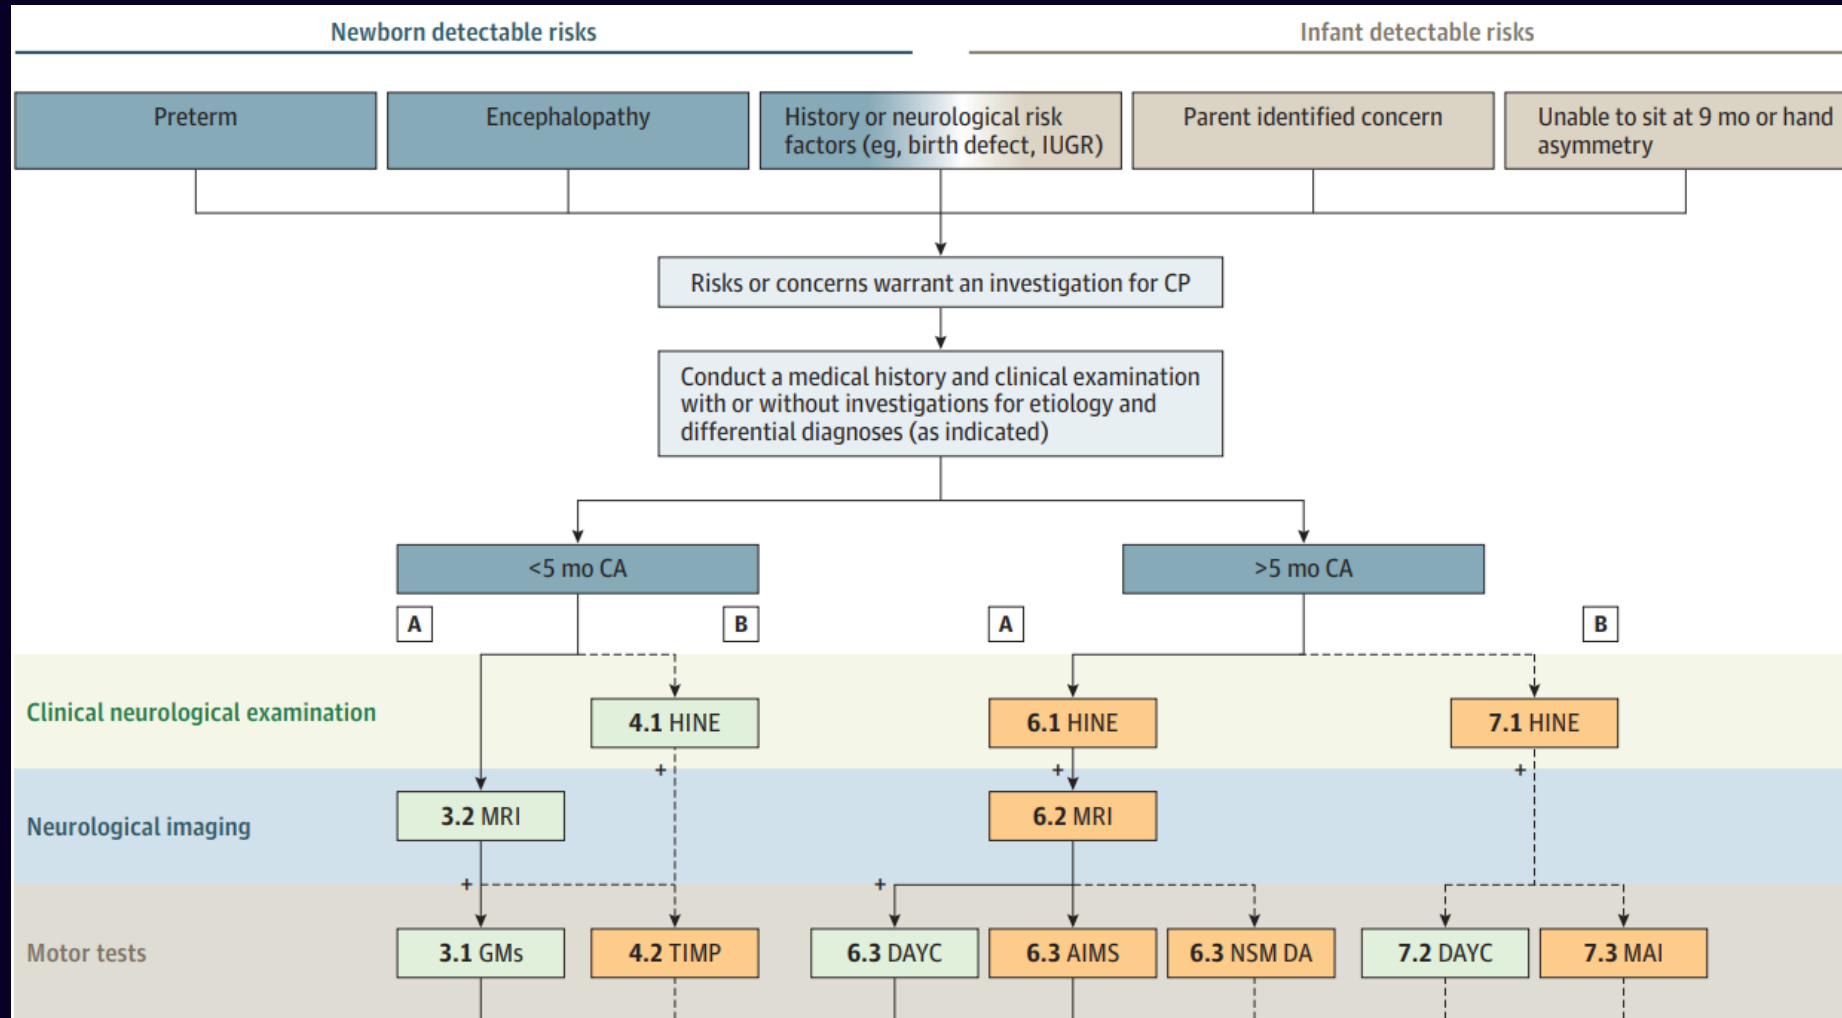 Newborn detectable risks
Infant detectable risks
Preterm
Encephalopathy
History or neurological risk
factors (eg, birth defect, IUGR)
Parent identified concern
Unable to sit at 9 mo or hand
asymmetry
Risks or concerns warrant an investigation for CP
Conduct a medical history and clinical examination
with or without investigations for etiology and
differential diagnoses (as indicated)
<5 mo CA
>5 mo CA
A
B
A
B
Clinical neurological examination
4.1 HINE
6.1 HINE
7.1 HINE
+
+
+
Neurological imaging
3.2 MRI
6.2 MRI
+
+
Motor tests
3.1 GMs
4.2 TIMP
6.3 DAYC
6.3 AIMS
6.3 NSM DA
7.2 DAYC
7.3 MAI